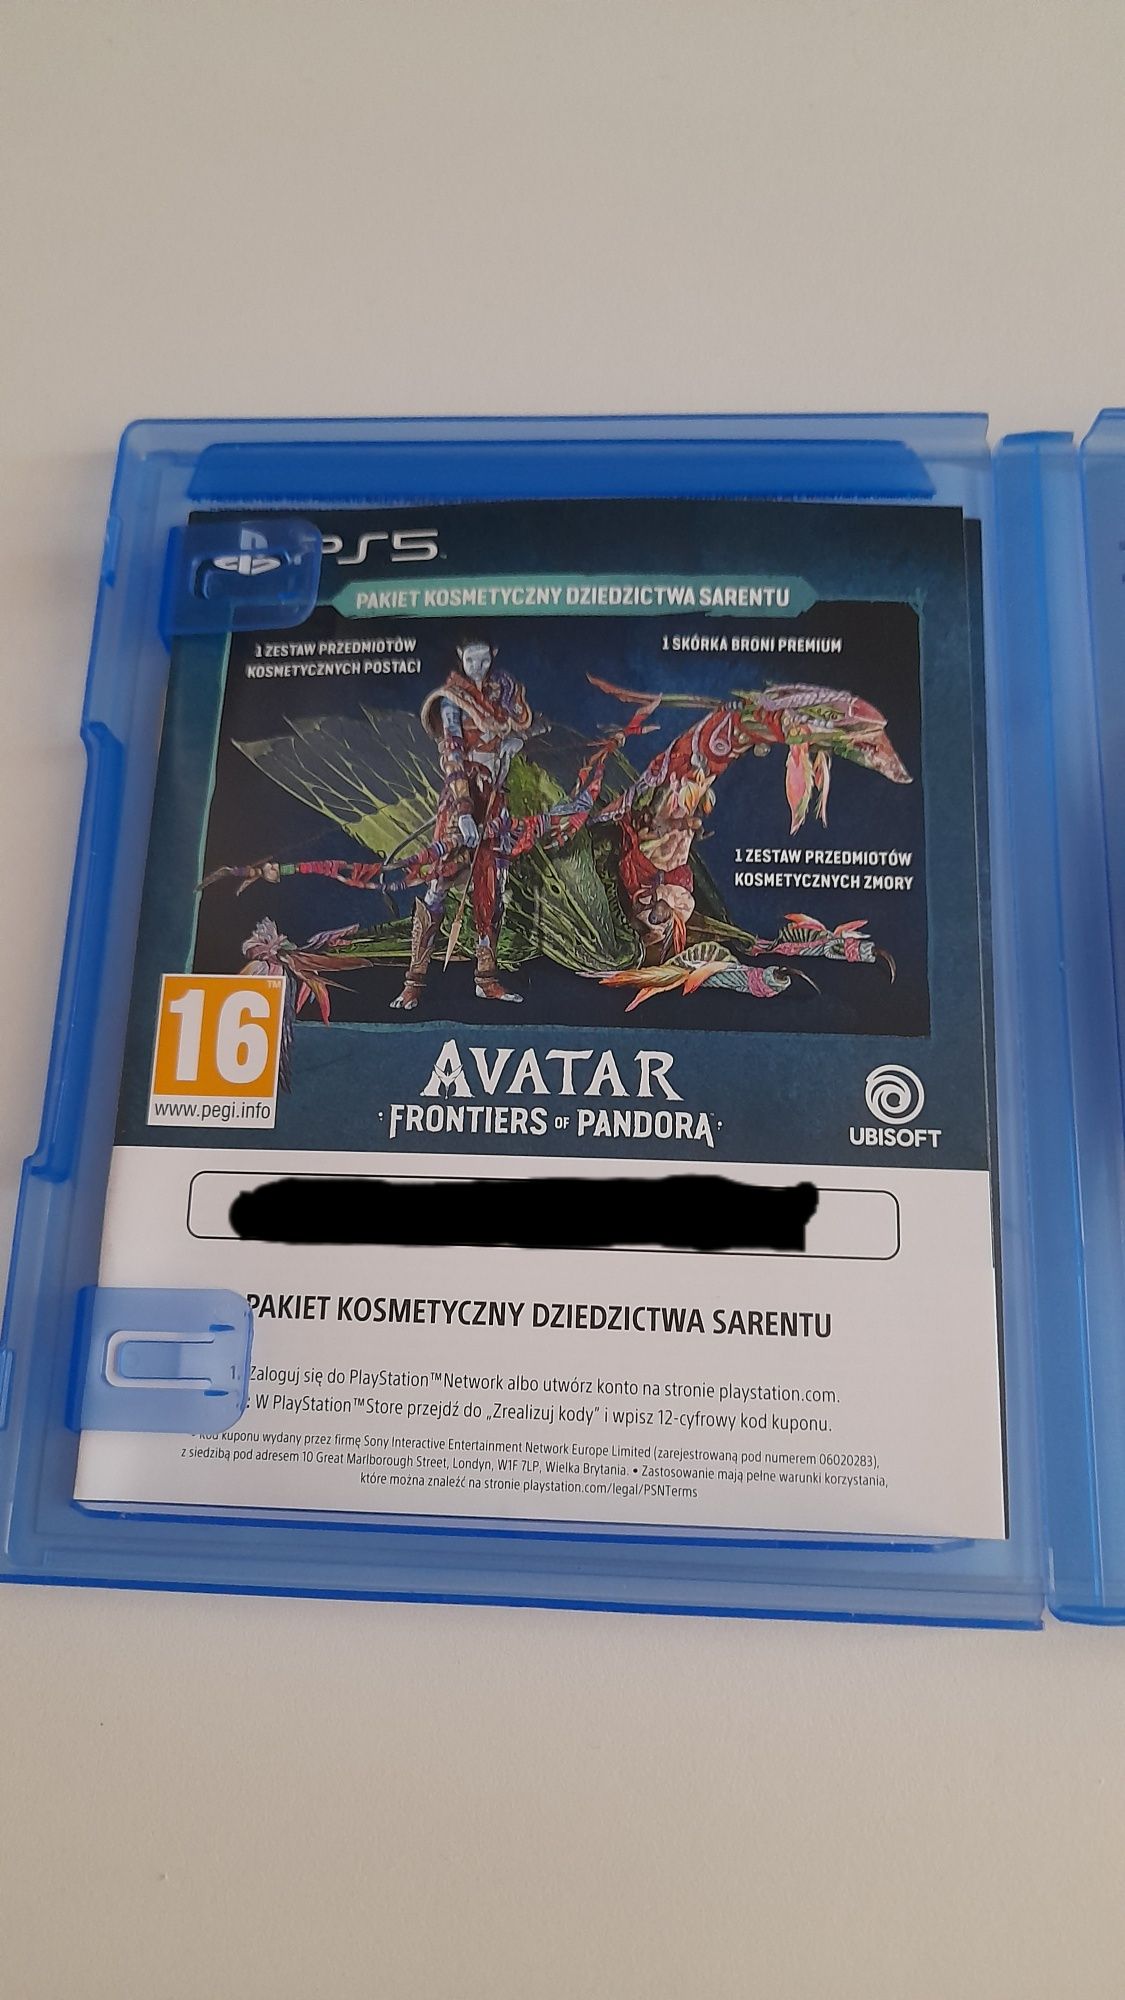 PS5
PAKIET KOSMETYCZNY DZIEDZICTWA SARENTU
1 ZESTAW PRZEDMIOTÓW
KOSMETYCZNYCH POSTACI
1 SKÓRKA BRONI PREMIUM
1 ZESTAW PRZEDMIOTÓW
KOSMETYCZNYCH ZMORY
16™
www.pegi.info
AVATAR
FRONTIERS OF PANDORA™
UBISOFT
PAKIET KOSMETYCZNY DZIEDZICTWA SARENTU
1. Zaloguj się do PlayStation™Network albo utwórz konto na stronie playstation.com.
W PlayStation™Store przejdź do „Zrealizuj kody” i wpisz 12-cyfrowy kod kuponu.
• Kod kuponu wydany przez firmę Sony Interactive Entertainment Network Europe Limited (zarejestrowaną pod numerem 06020283),
z siedzibą pod adresem 10 Great Marlborough Street, Londyn, W1F 7LP, Wielka Brytania. • Zastosowanie mają pełne warunki korzystania,
które można znaleźć na stronie playstation.com/legal/PSNTerms